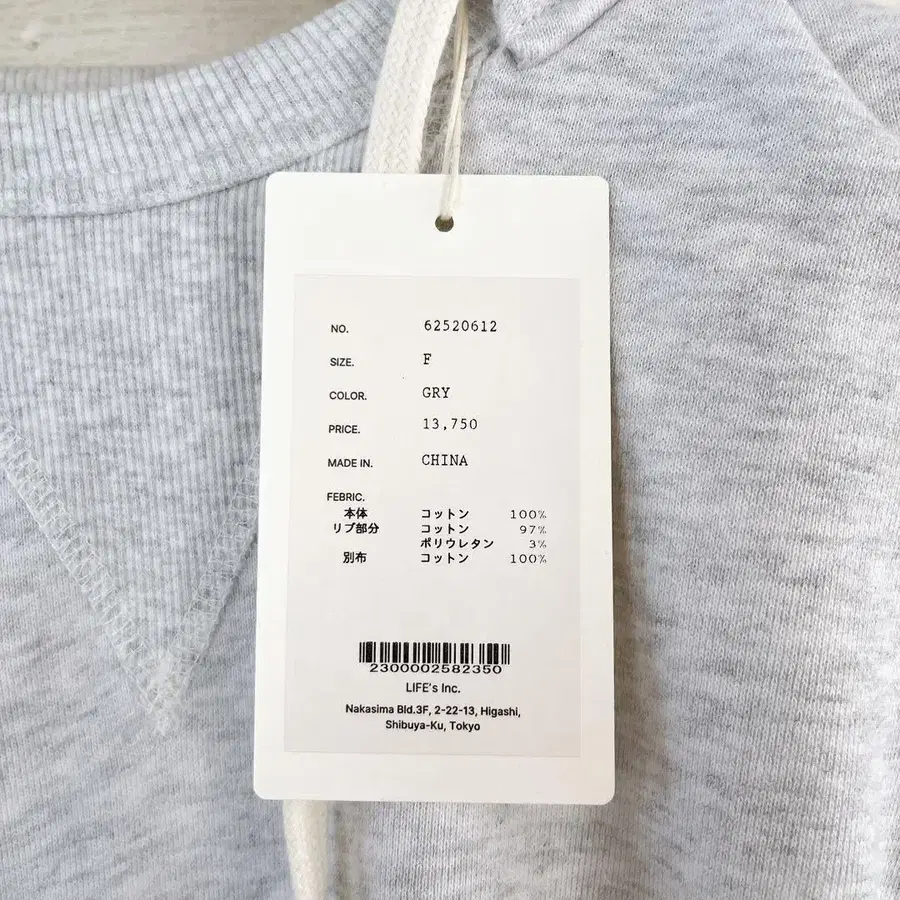 NO. 62520612
SIZE. F
COLOR. GRY
PRICE. 13,750
MADE IN. CHINA
FEBRIC.
本体 コットン 100%
リブ部分 コットン 97%
ポリウレタン 3%
別布 コットン 100%
2300002582350
LIFE's Inc.
Nakasima Bld.3F, 2-22-13, Higashi,
Shibuya-Ku, Tokyo